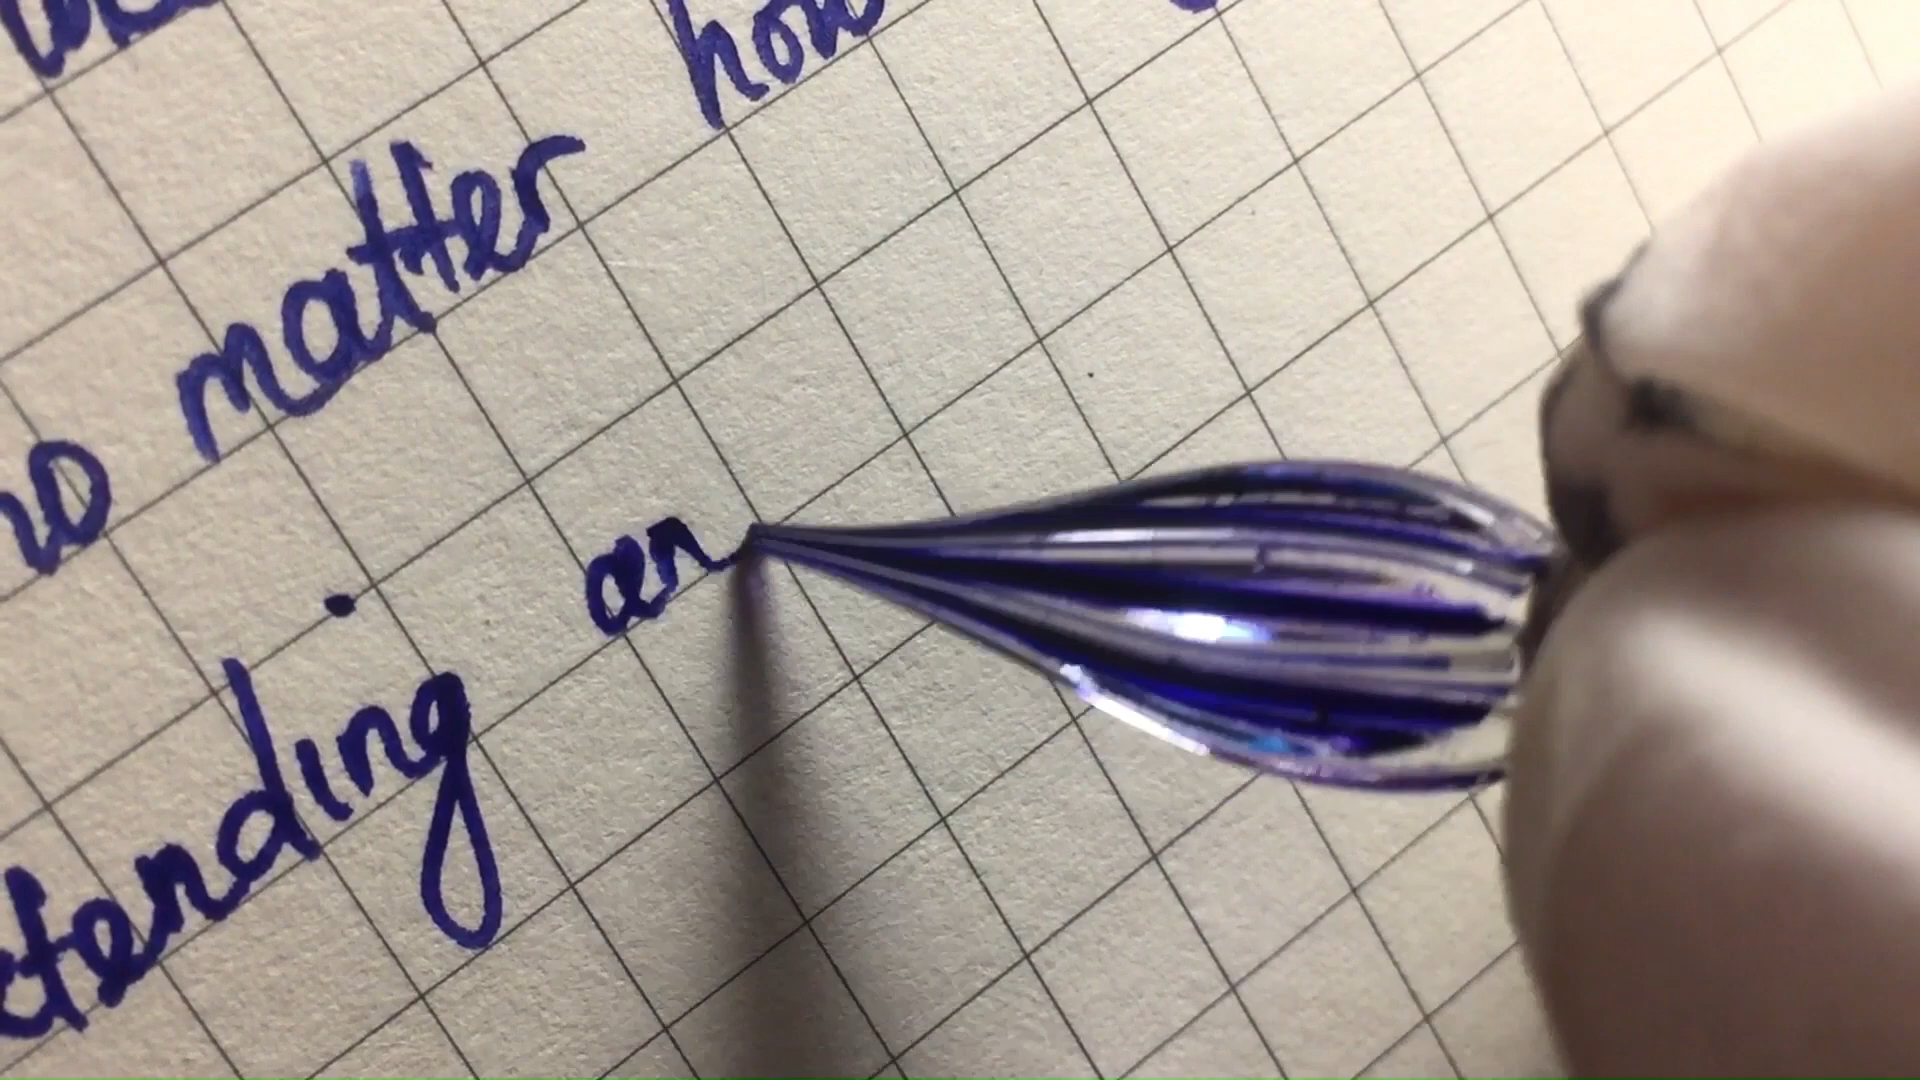 how
no matter
tending an